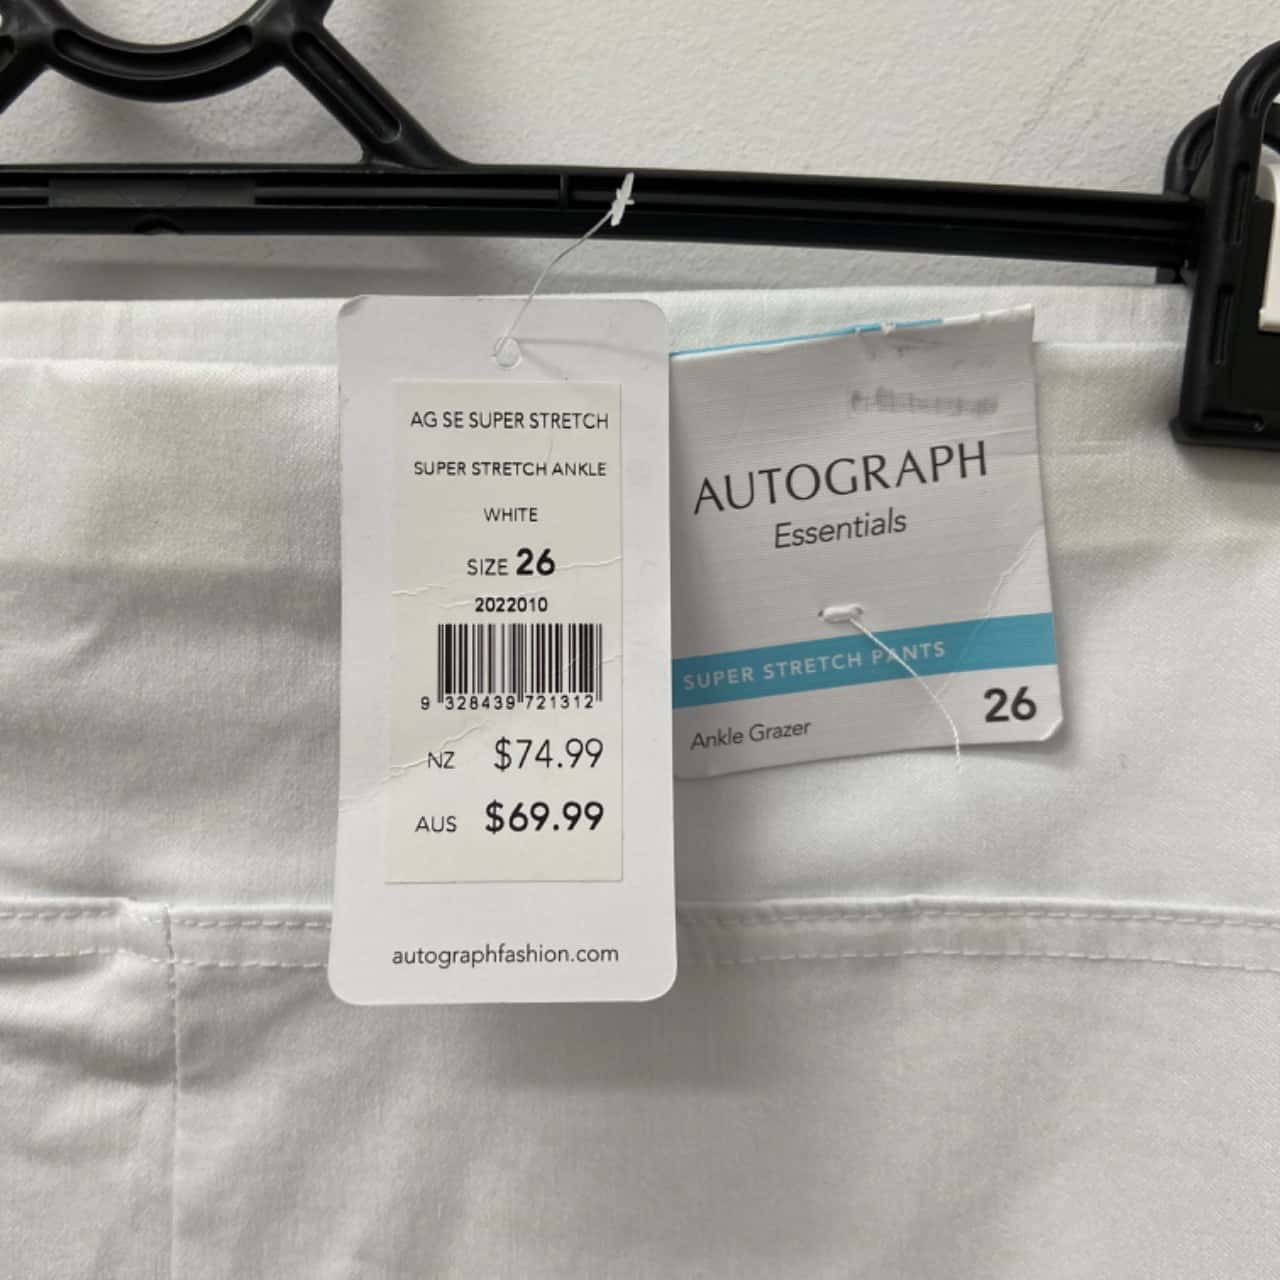 AG SE SUPER STRETCH
SUPER STRETCH ANKLE
WHITE
SIZE 26
2022010
9 328439 721312
NZ $74.99
AUS $69.99
autographfashion.com
AUTOGRAPH
Essentials
SUPER STRETCH PANTS
26
Ankle Grazer